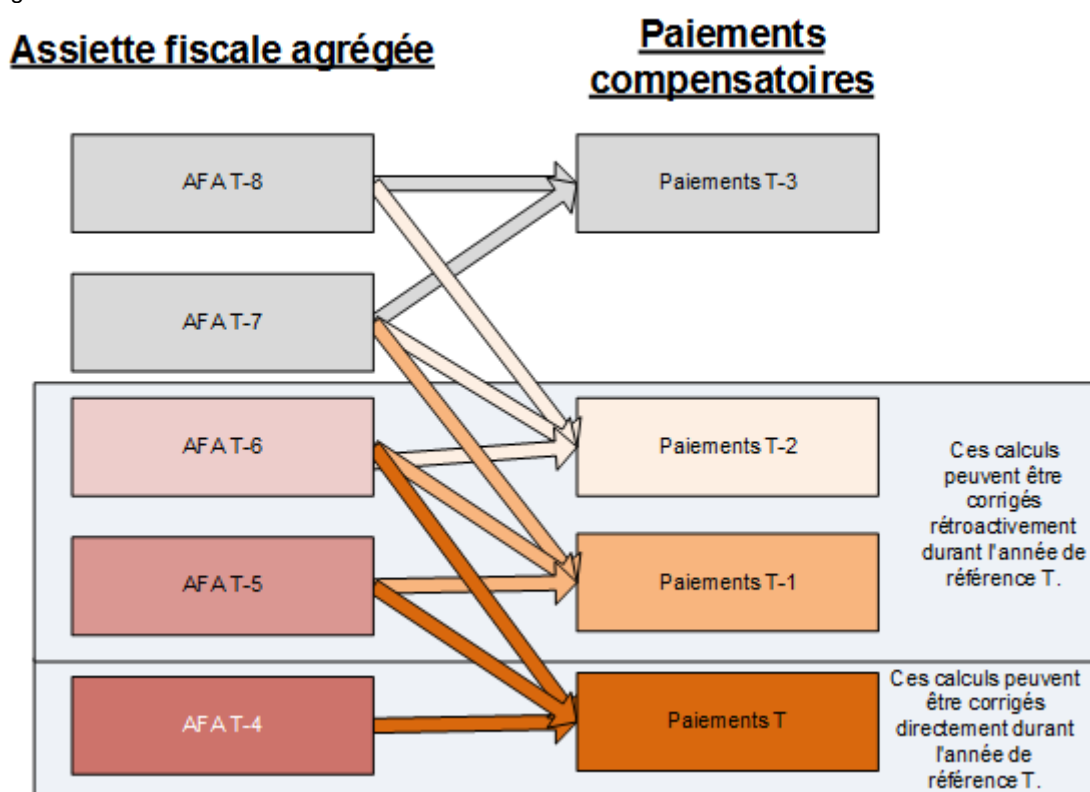 g
Assiette fiscale agrégée
Paiements
compensatoires
AFA T-8
Paiements T-3
AFA T-7
AFA T-6
Paiements T-2
Ces calculs
peuvent être
corrigés
rétroactivement
durant l'année de
référence T.
AFA T-5
Paiements T-1
AFA T-4
Paiements T
Ces calculs peuvent
être corrigés
directement durant
l'année de
référence T.